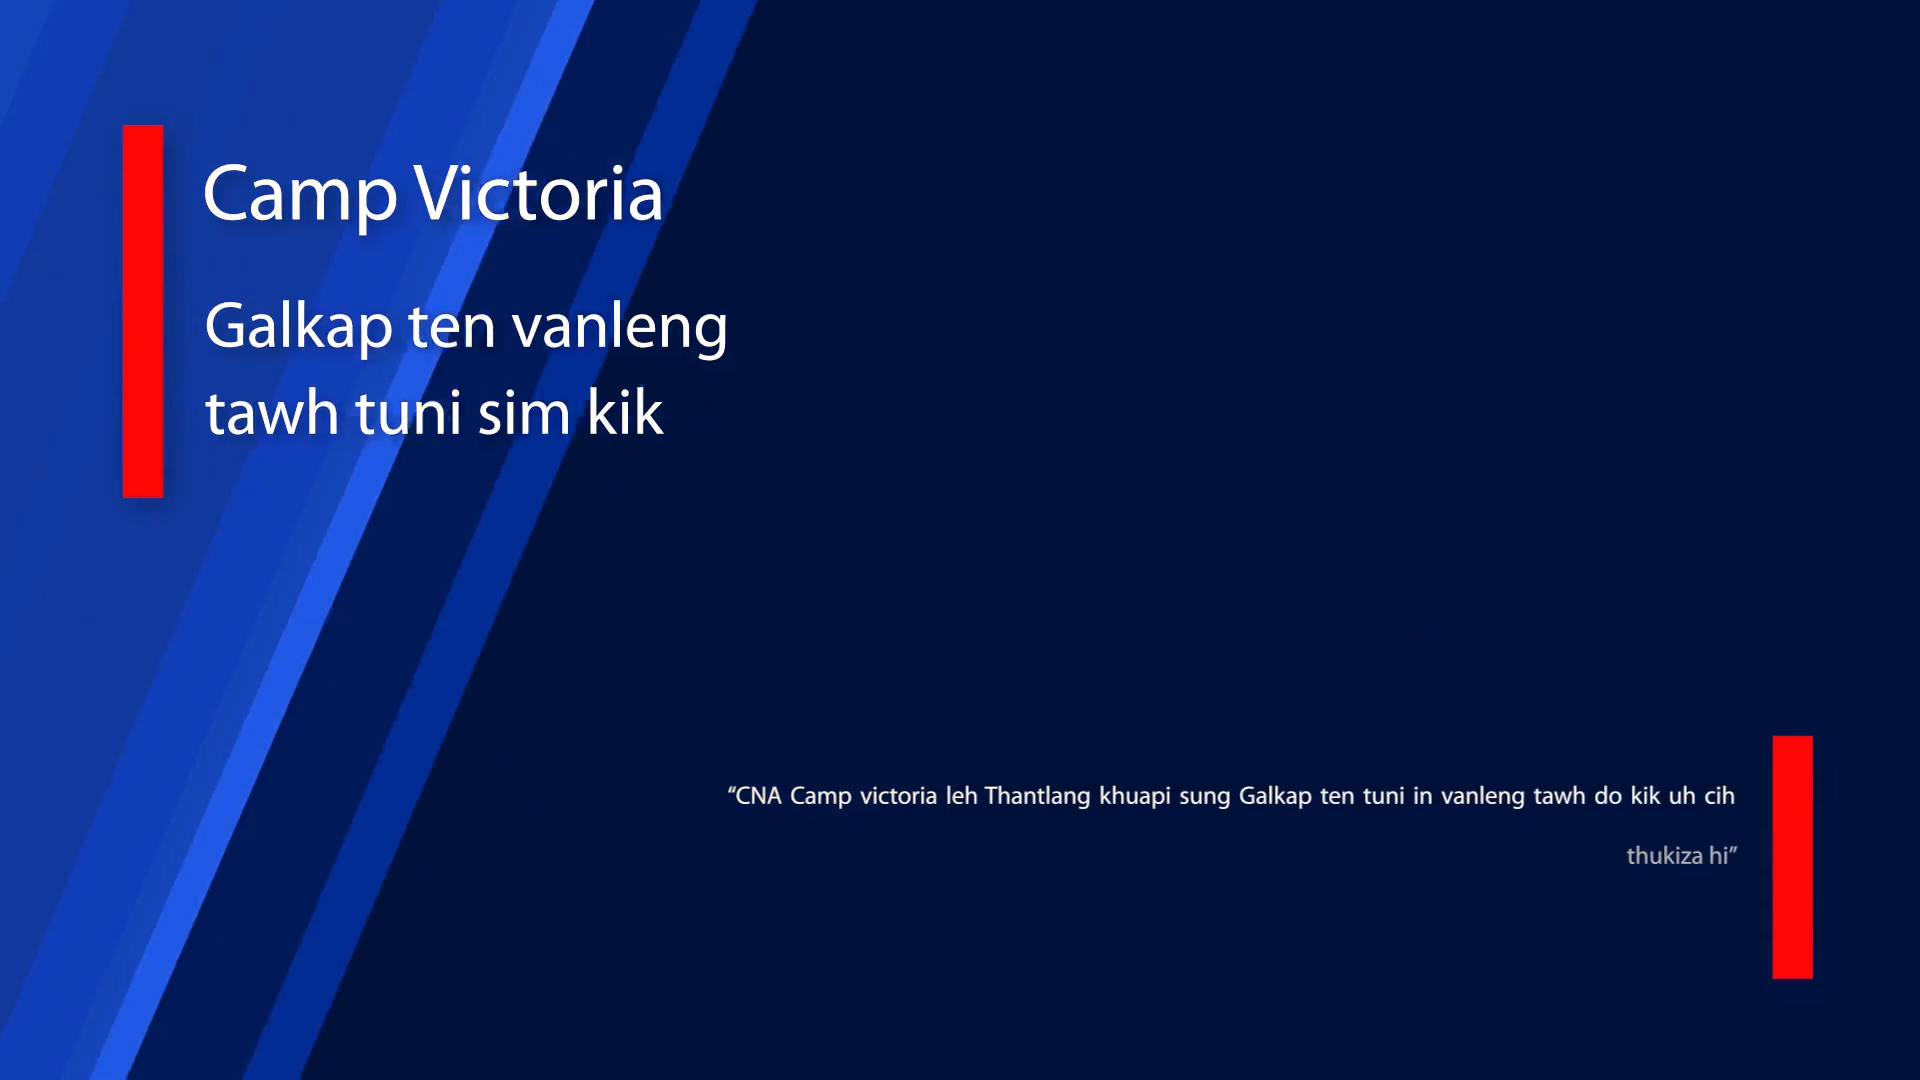 Camp Victoria
Galkap ten vanleng
tawh tuni sim kik
“CNA Camp victoria leh Thantlang khuapi sung Galkap ten tuni in vanleng tawh do kik uh cih
thukiza hi”